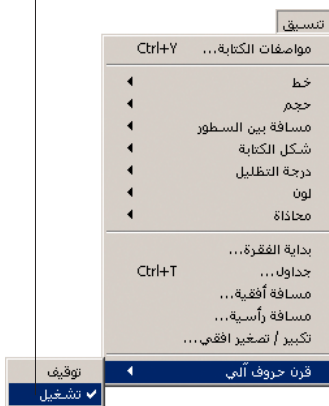 تنسيق
مواصفات الكتابة... Ctrl+Y
خط
حجم
مسافة بين السطور
شكل الكتابة
درجة التظليل
لون
محاذاة
بداية الفقرة...
جداول... Ctrl+T
مسافة أفقية...
مسافة رأسية...
تكبير / تصغير افقي...
قرن حروف آلي
توقيف
تشغيل